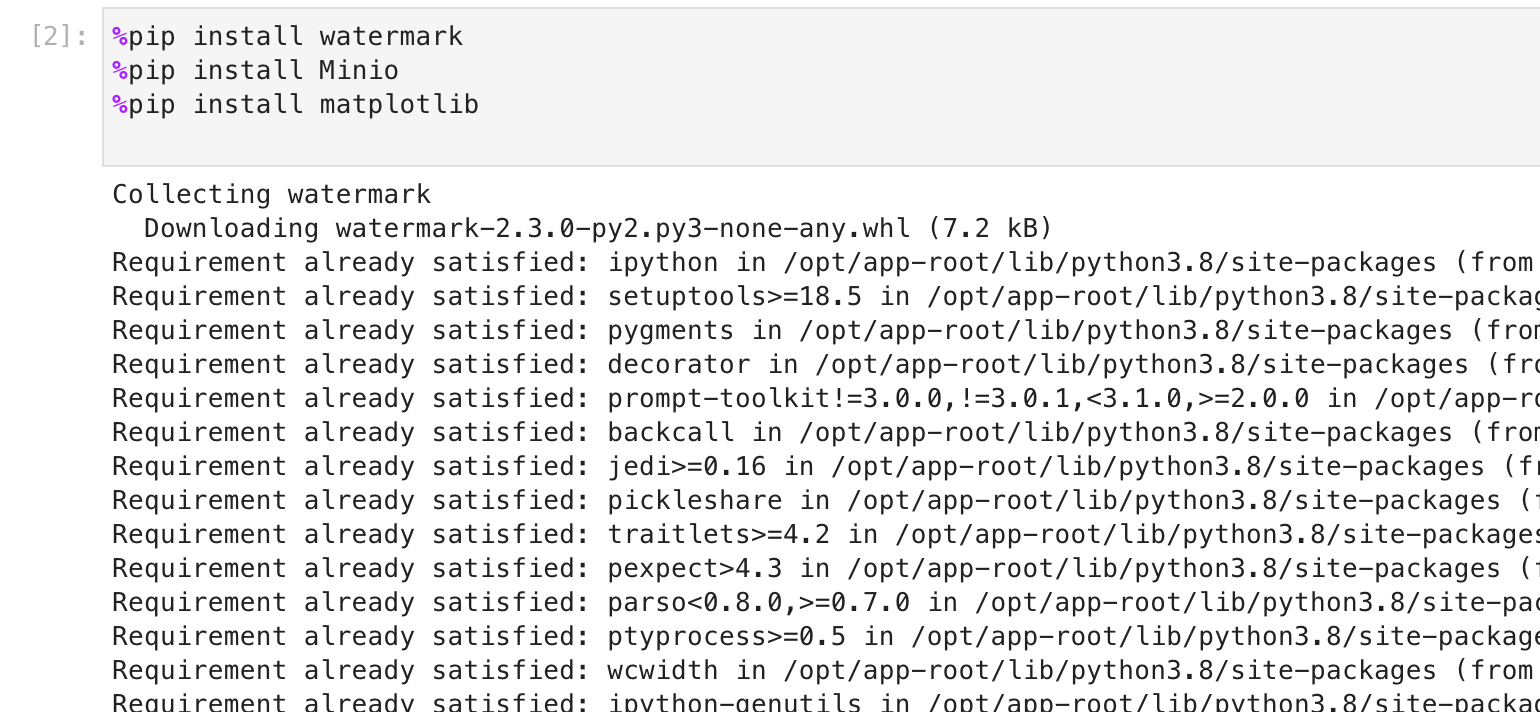 [2]:
%pip install watermark
%pip install Minio
%pip install matplotlib
Collecting watermark
  Downloading watermark-2.3.0-py2.py3-none-any.whl (7.2 kB)
Requirement already satisfied: ipython in /opt/app-root/lib/python3.8/site-packages (from
Requirement already satisfied: setuptools>=18.5 in /opt/app-root/lib/python3.8/site-packag
Requirement already satisfied: pygments in /opt/app-root/lib/python3.8/site-packages (from
Requirement already satisfied: decorator in /opt/app-root/lib/python3.8/site-packages (fro
Requirement already satisfied: prompt-toolkit!=3.0.0,!=3.0.1,<3.1.0,>=2.0.0 in /opt/app-ro
Requirement already satisfied: backcall in /opt/app-root/lib/python3.8/site-packages (from
Requirement already satisfied: jedi>=0.16 in /opt/app-root/lib/python3.8/site-packages (fr
Requirement already satisfied: pickleshare in /opt/app-root/lib/python3.8/site-packages (f
Requirement already satisfied: traitlets>=4.2 in /opt/app-root/lib/python3.8/site-packages
Requirement already satisfied: pexpect>4.3 in /opt/app-root/lib/python3.8/site-packages (f
Requirement already satisfied: parso<0.8.0,>=0.7.0 in /opt/app-root/lib/python3.8/site-pac
Requirement already satisfied: ptyprocess>=0.5 in /opt/app-root/lib/python3.8/site-package
Requirement already satisfied: wcwidth in /opt/app-root/lib/python3.8/site-packages (from
Requirement already satisfied: ipython-genutils in /opt/app-root/lib/python3.8/site-packa